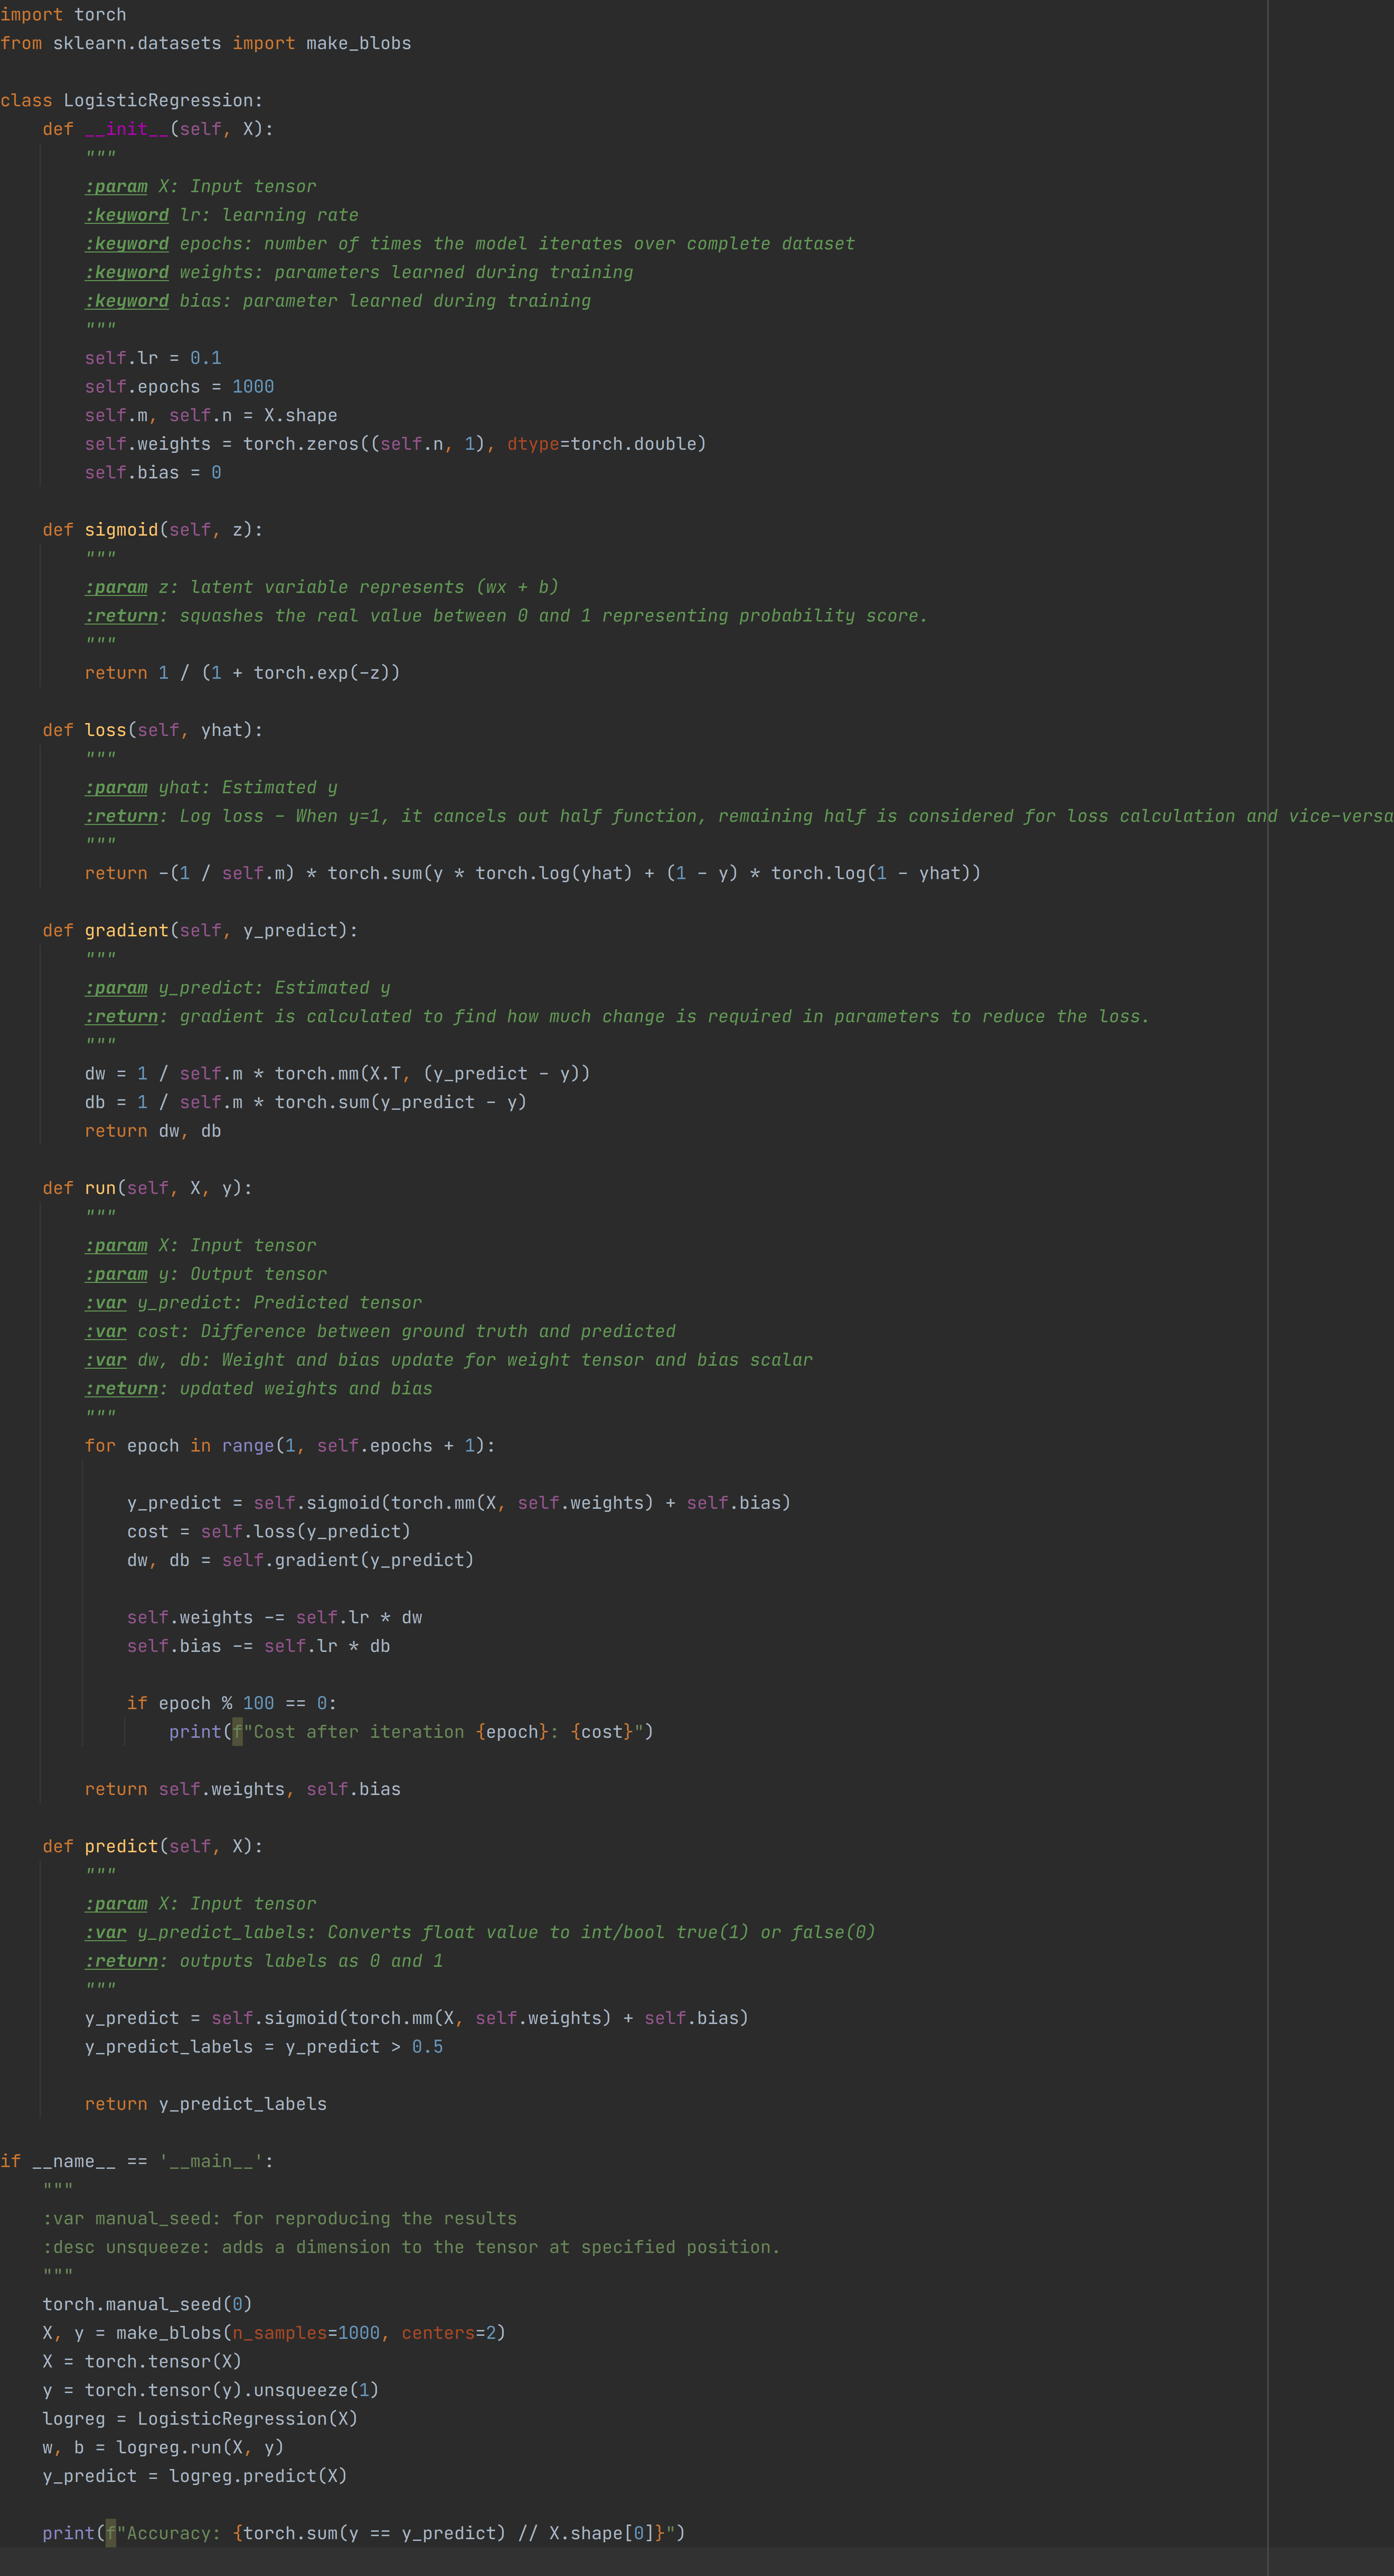 import torch
from sklearn.datasets import make_blobs
class LogisticRegression:
    def __init__(self, X):
        """
        :param X: Input tensor
        :keyword lr: learning rate
        :keyword epochs: number of times the model iterates over complete dataset
        :keyword weights: parameters learned during training
        :keyword bias: parameter learned during training
        """
        self.lr = 0.1
        self.epochs = 1000
        self.m, self.n = X.shape
        self.weights = torch.zeros((self.n, 1), dtype=torch.double)
        self.bias = 0
    def sigmoid(self, z):
        """
        :param z: latent variable represents (wx + b)
        :return: squashes the real value between 0 and 1 representing probability score.
        """
        return 1 / (1 + torch.exp(-z))
    def loss(self, yhat):
        """
        :param yhat: Estimated y
        :return: Log loss - When y=1, it cancels out half function, remaining half is considered for loss calculation and vice-versa
        """
        return -(1 / self.m) * torch.sum(y * torch.log(yhat) + (1 - y) * torch.log(1 - yhat))
    def gradient(self, y_predict):
        """
        :param y_predict: Estimated y
        :return: gradient is calculated to find how much change is required in parameters to reduce the loss.
        """
        dw = 1 / self.m * torch.mm(X.T, (y_predict - y))
        db = 1 / self.m * torch.sum(y_predict - y)
        return dw, db
    def run(self, X, y):
        """
        :param X: Input tensor
        :param y: Output tensor
        :var y_predict: Predicted tensor
        :var cost: Difference between ground truth and predicted
        :var dw, db: Weight and bias update for weight tensor and bias scalar
        :return: updated weights and bias
        """
        for epoch in range(1, self.epochs + 1):
            y_predict = self.sigmoid(torch.mm(X, self.weights) + self.bias)
            cost = self.loss(y_predict)
            dw, db = self.gradient(y_predict)
            self.weights -= self.lr * dw
            self.bias -= self.lr * db
            if epoch % 100 == 0:
                print(f"Cost after iteration {epoch}: {cost}")
        return self.weights, self.bias
    def predict(self, X):
        """
        :param X: Input tensor
        :var y_predict_labels: Converts float value to int/bool true(1) or false(0)
        :return: outputs labels as 0 and 1
        """
        y_predict = self.sigmoid(torch.mm(X, self.weights) + self.bias)
        y_predict_labels = y_predict > 0.5
        return y_predict_labels
if __name__ == '__main__':
    """
    :var manual_seed: for reproducing the results
    :desc unsqueeze: adds a dimension to the tensor at specified position.
    """
    torch.manual_seed(0)
    X, y = make_blobs(n_samples=1000, centers=2)
    X = torch.tensor(X)
    y = torch.tensor(y).unsqueeze(1)
    logreg = LogisticRegression(X)
    w, b = logreg.run(X, y)
    y_predict = logreg.predict(X)
    print(f"Accuracy: {torch.sum(y == y_predict) // X.shape[0]}")